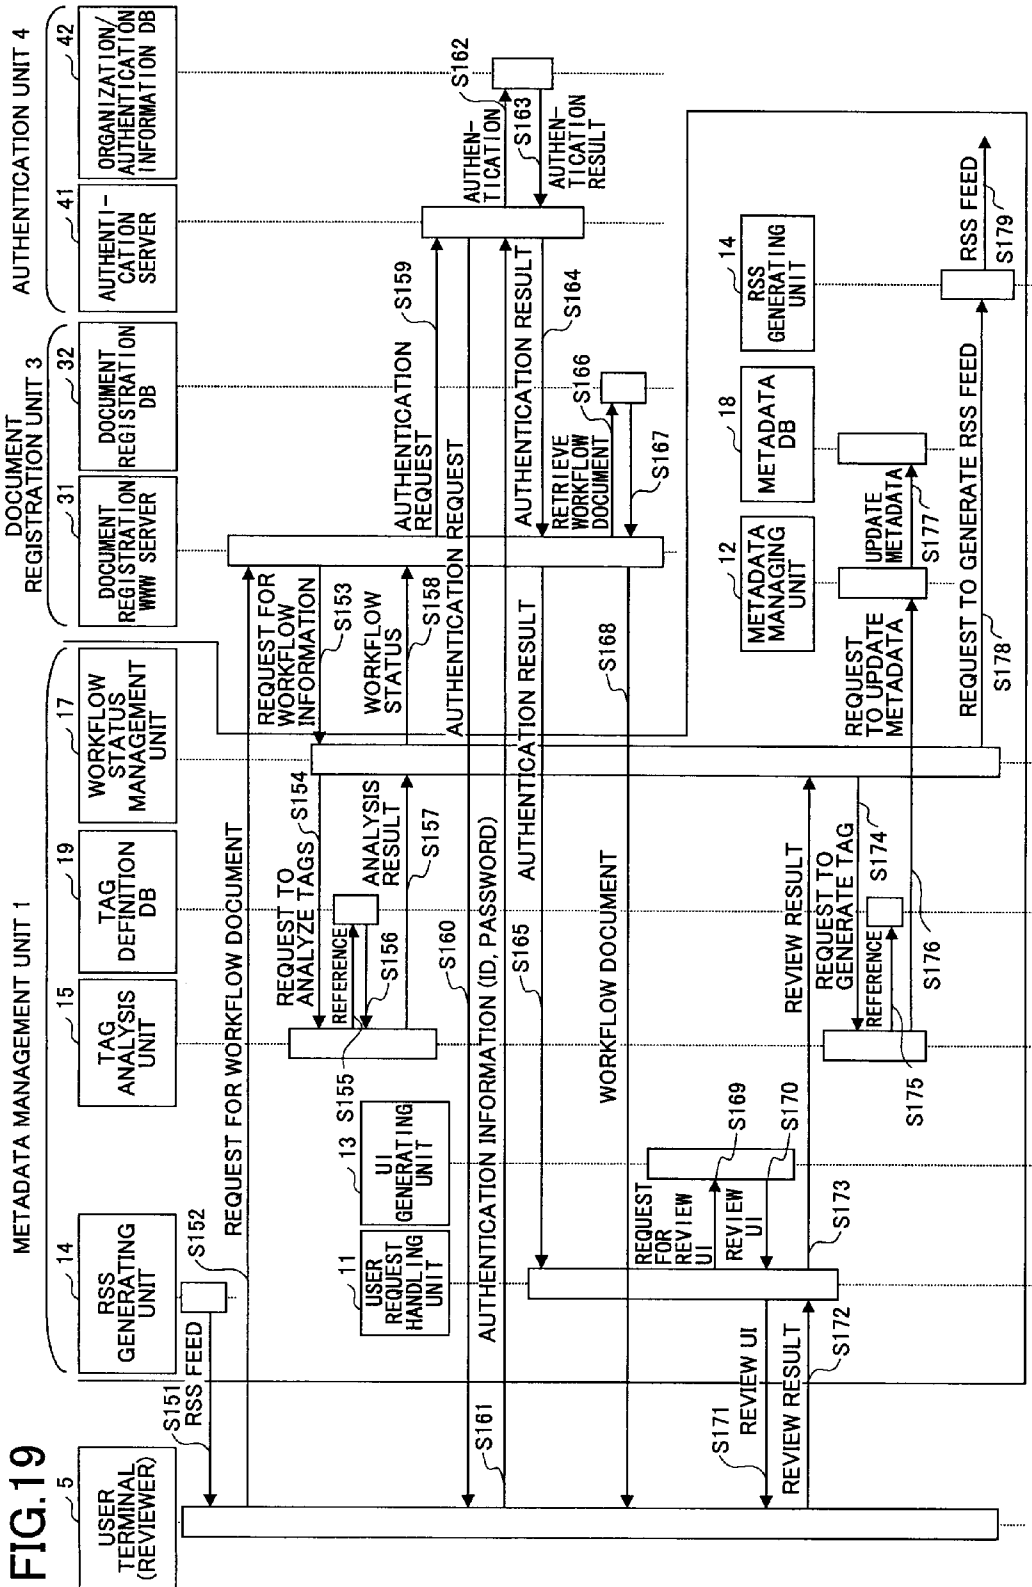 FIG.19
METADATA MANAGEMENT UNIT 1
DOCUMENT
REGISTRATION UNIT 3
AUTHENTICATION UNIT 4
5
USER
TERMINAL
(REVIEWER)
14
RSS
GENERATING
UNIT
15
TAG
ANALYSIS
UNIT
19
TAG
DEFINITION
DB
17
WORKFLOW
STATUS
MANAGEMENT
UNIT
31
DOCUMENT
REGISTRATION
WWW SERVER
32
DOCUMENT
REGISTRATION
DB
41
AUTHENTI-
CATION
SERVER
42
ORGANIZATION/
AUTHENTICATION
INFORMATION DB
S151
RSS FEED
S152
REQUEST FOR WORKFLOW DOCUMENT
REQUEST FOR
WORKFLOW
INFORMATION
S153
REQUEST TO
ANALYZE TAGS
S154
REFERENCE
S155
S156
ANALYSIS
RESULT
S157
WORKFLOW
STATUS
S158
AUTHENTICATION
REQUEST
S159
AUTHENTICATION REQUEST
S160
AUTHENTICATION INFORMATION (ID, PASSWORD)
S161
AUTHEN-
TICATION
S162
S163
AUTHEN-
TICATION
RESULT
AUTHENTICATION RESULT
S164
AUTHENTICATION RESULT
S165
RETRIEVE
WORKFLOW
DOCUMENT
S166
S167
WORKFLOW DOCUMENT
S168
11
USER
REQUEST
HANDLING
UNIT
13
UI
GENERATING
UNIT
REQUEST
FOR
REVIEW
UI
S169
REVIEW
UI
S170
S171
REVIEW UI
REVIEW RESULT
S172
REVIEW RESULT
S173
REQUEST TO
GENERATE TAG
S174
REFERENCE
S175
12
METADATA
MANAGING
UNIT
18
METADATA
DB
14
RSS
GENERATING
UNIT
REQUEST
TO UPDATE
METADATA
S176
UPDATE
METADATA
S177
REQUEST TO GENERATE RSS FEED
S178
RSS FEED
S179